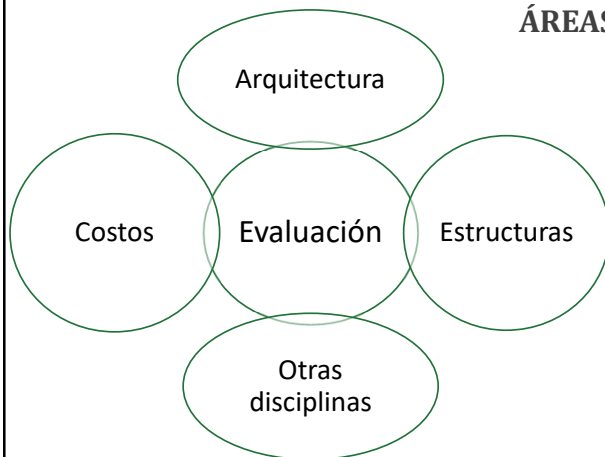 ÁREAS
Arquitectura
Costos
Evaluación
Estructuras
Otras
disciplinas